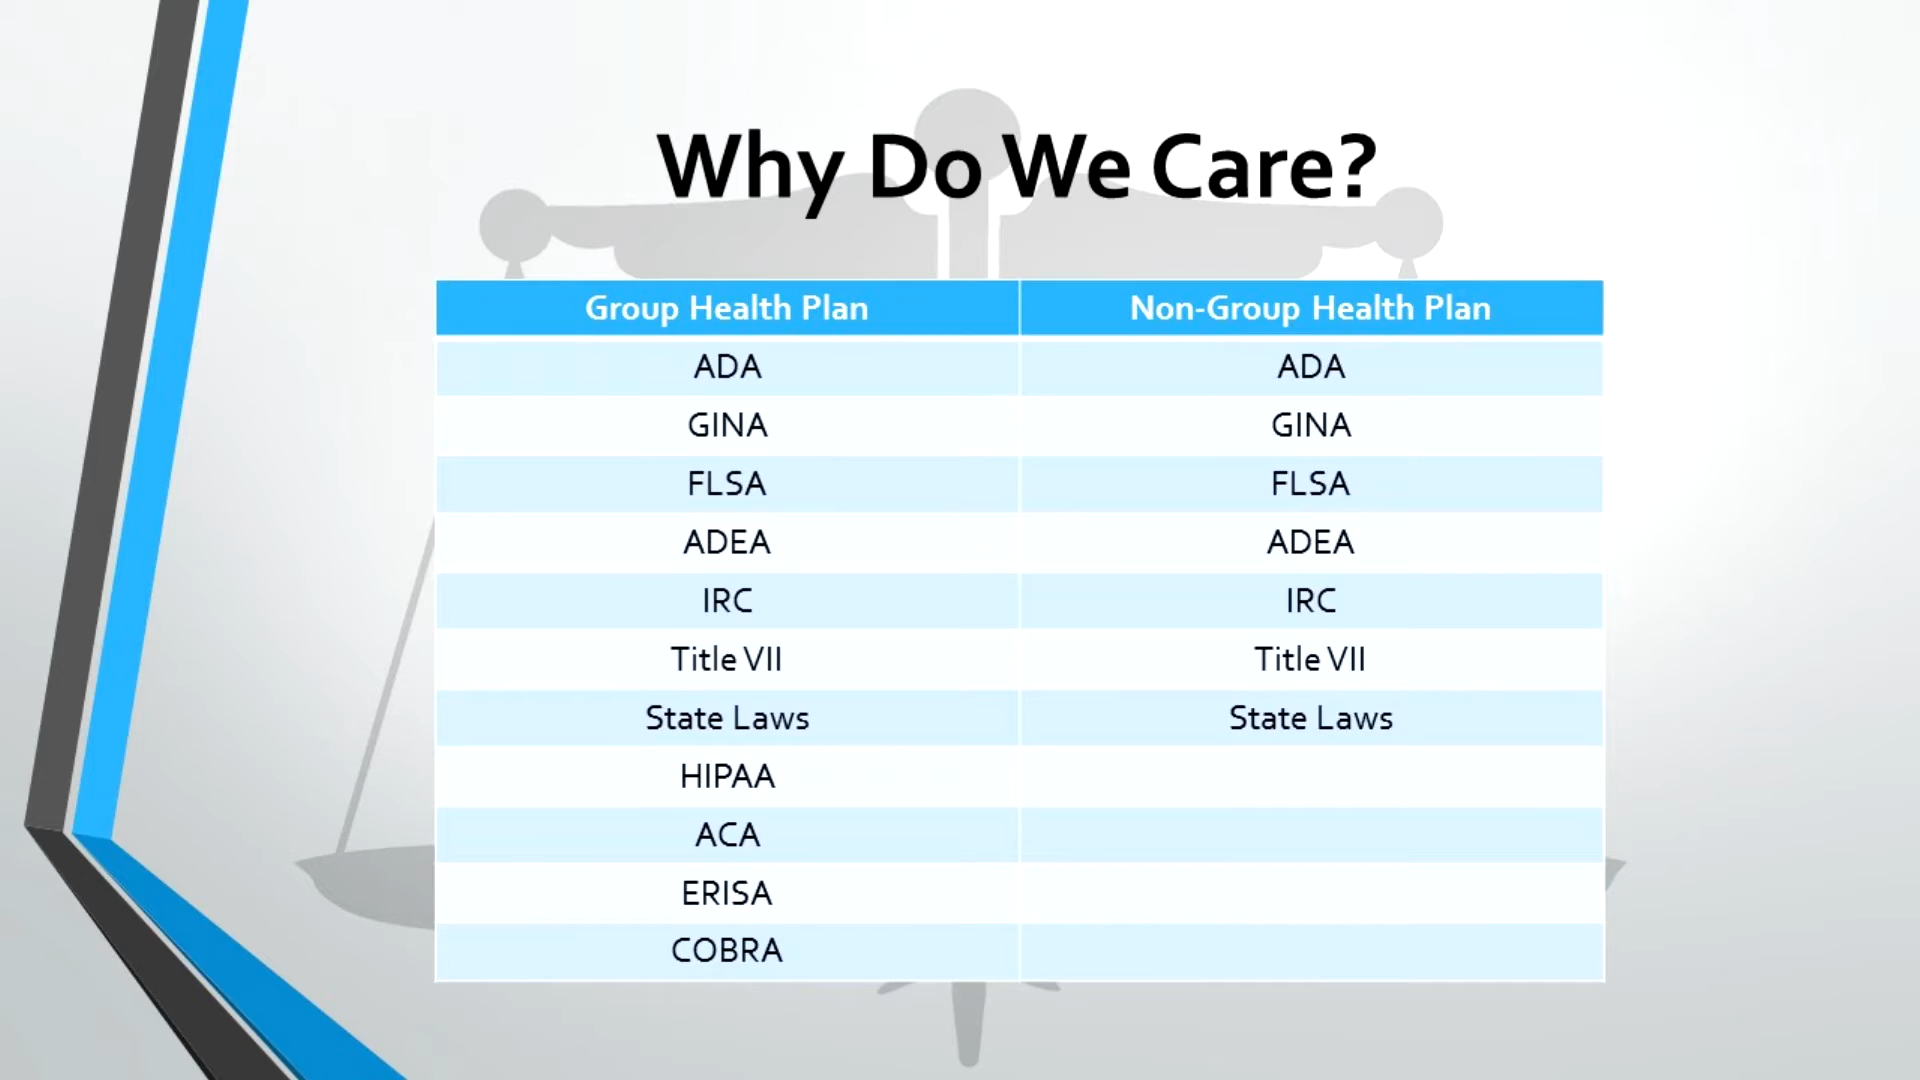 Why Do We Care?
Group Health Plan Non-Group Health Plan
ADA ADA
GINA GINA
FLSA FLSA
ADEA ADEA
IRC IRC
Title VII Title VII
State Laws State Laws
HIPAA
ACA
ERISA
COBRA